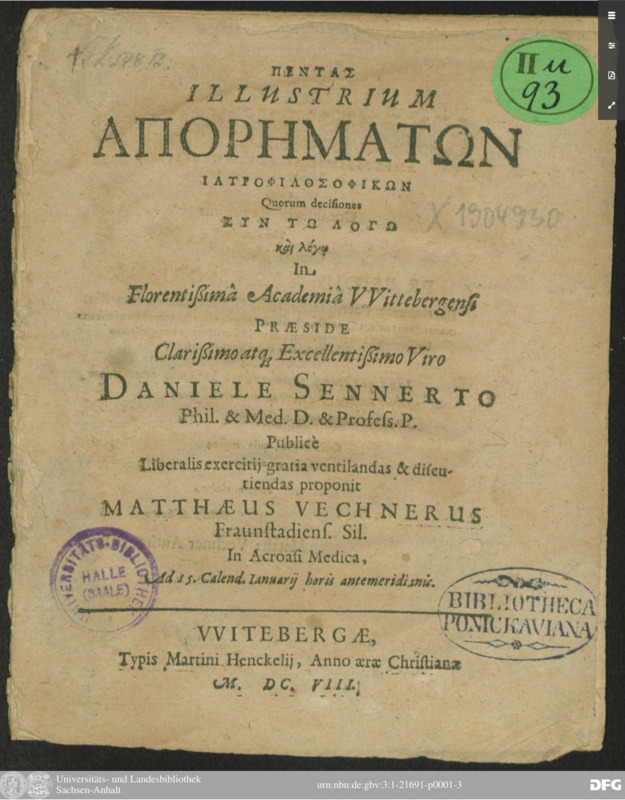 ΠΕΝΤΑΣ
ILLUSTRIUM
ΑΠΟΡΗΜΑΤΩΝ
ΙΑΤΡΟΦΙΛΟΣΟΦΙΚΩΝ
Quorum decisiones
ΣΥΝ ΤΩ ΛΟΓΩ
καὶ λόγῳ
In
Florentißimâ Academiâ VVittebergensi
PRÆSIDE
Clarißimo atq; Excellentißimo Viro
DANIELE SENNERTO
Phil. & Med. D. & Profess. P.
Publicè
Liberalis exercitij gratia ventilandas & discu-
tiendas proponit
MATTHÆUS VECHNERUS
Fraunstadiens. Sil.
In Acroasi Medica,
Ad 15. Calend. Ianuarij horis antemeridianis.
VVITEBERGÆ,
Typis Martini Henckelij, Anno æræ Christianæ
M. DC. VIII.
II u
93
X 1904930
UNIVERSITÄTS-BIBLIOTHEK
HALLE
(SAALE)
BIBLIOTHECA
PONICKAVIANA
Universitäts- und Landesbibliothek
Sachsen-Anhalt
urn:nbn:de:gbv:3:1-21691-p0001-3
DFG